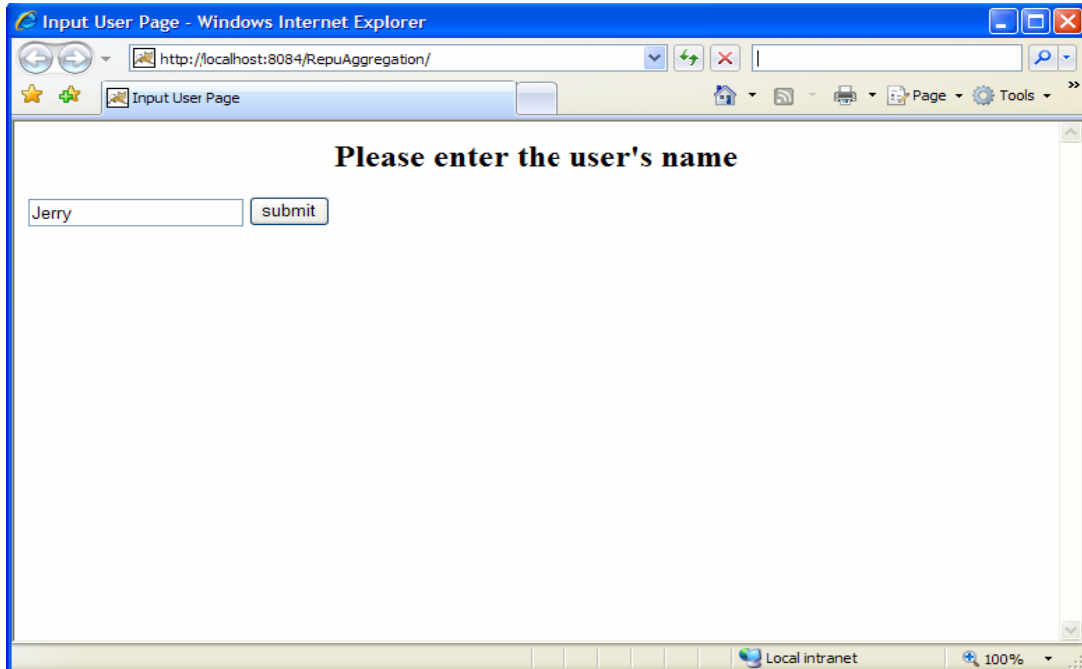 Input User Page - Windows Internet Explorer
http://localhost:8084/RepuAggregation/
Input User Page
Page
Tools
»
Please enter the user's name
Jerry
submit
Local intranet
100%